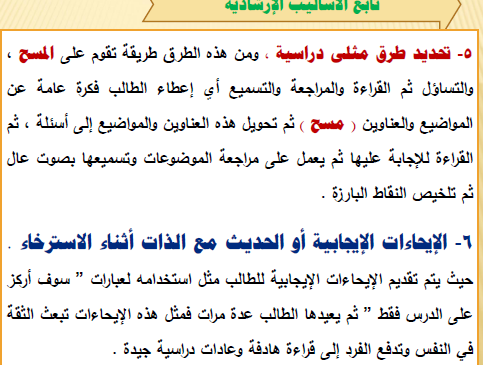 تابع الأساليب الإرشادية
٥- تحديد طرق مثلى دراسية ، ومن هذه الطرق طريقة تقوم على المسح ،
والتساؤل ثم القراءة والمراجعة والتسميع أي إعطاء الطالب فكرة عامة عن
المواضيع والعناوين ( مسح ) ثم تحويل هذه العناوين والمواضيع إلى أسئلة ، ثم
القراءة للإجابة عليها ثم يعمل على مراجعة الموضوعات وتسميعها بصوت عال
ثم تلخيص النقاط البارزة .
٦- الإيحاءات الإيجابية أو الحديث مع الذات أثناء الاسترخاء .
حيث يتم تقديم الإيحاءات الإيجابية للطالب مثل استخدامه لعبارات " سوف أركز
على الدرس فقط " ثم يعيدها الطالب عدة مرات فمثل هذه الإيحاءات تبعث الثقة
في النفس وتدفع الفرد إلى قراءة هادفة وعادات دراسية جيدة .